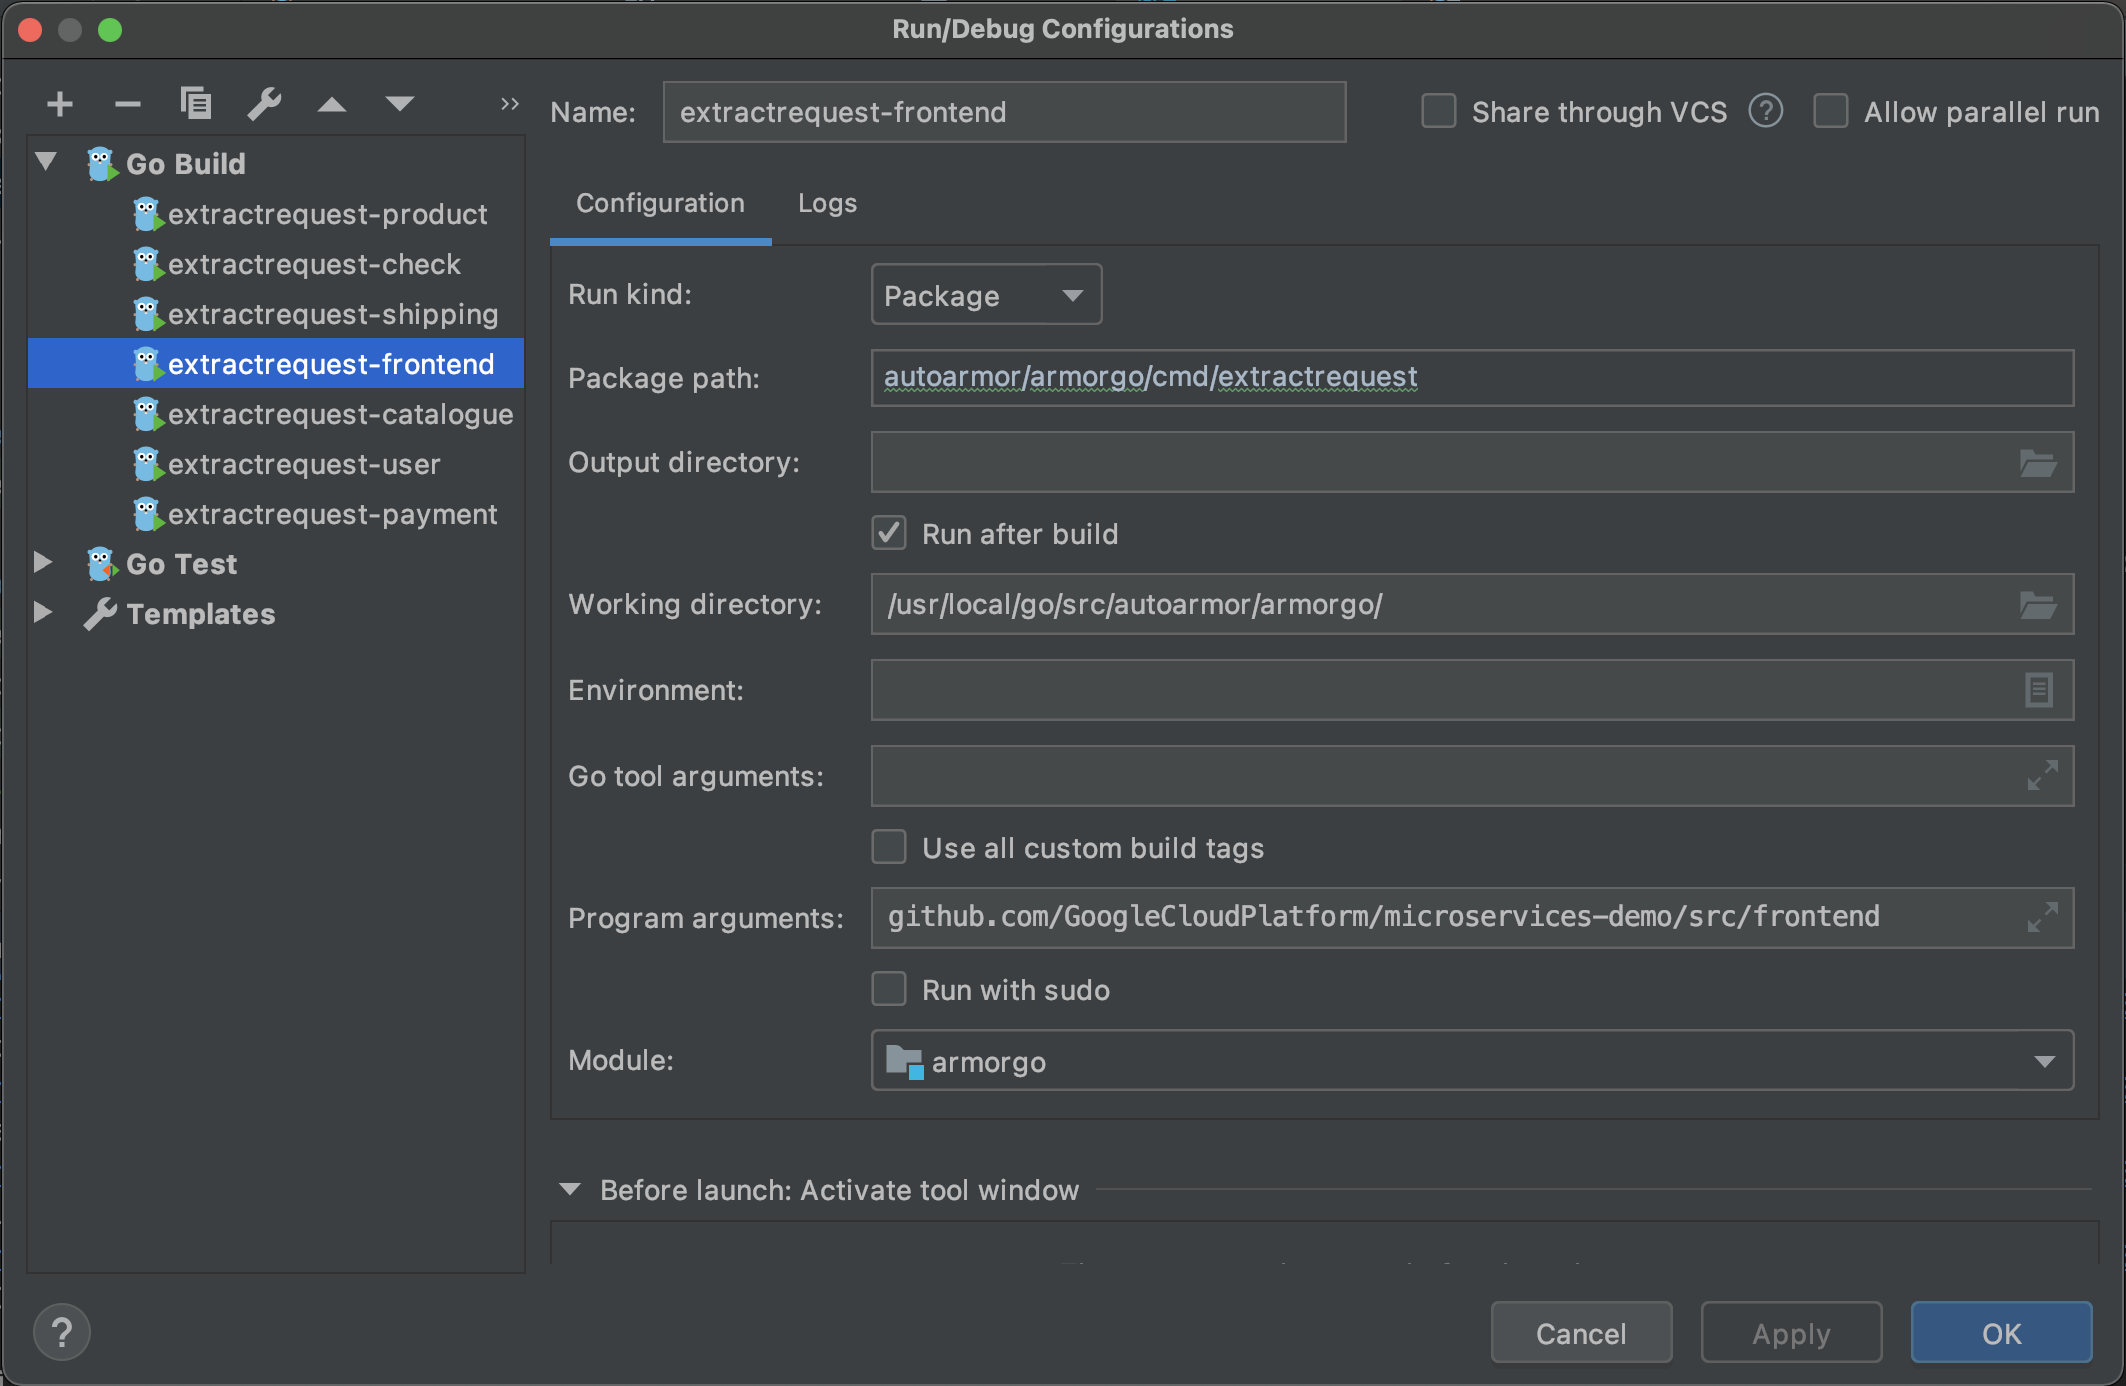 Run/Debug Configurations
Name: extractrequest-frontend
Share through VCS ? Allow parallel run
Go Build
extractrequest-product
extractrequest-check
extractrequest-shipping
extractrequest-frontend
extractrequest-catalogue
extractrequest-user
extractrequest-payment
Go Test
Templates
Configuration Logs
Run kind: Package
Package path: autoarmor/armorgo/cmd/extractrequest
Output directory:
Run after build
Working directory: /usr/local/go/src/autoarmor/armorgo/
Environment:
Go tool arguments:
Use all custom build tags
Program arguments: github.com/GoogleCloudPlatform/microservices-demo/src/frontend
Run with sudo
Module: armorgo
Before launch: Activate tool window
? Cancel Apply OK